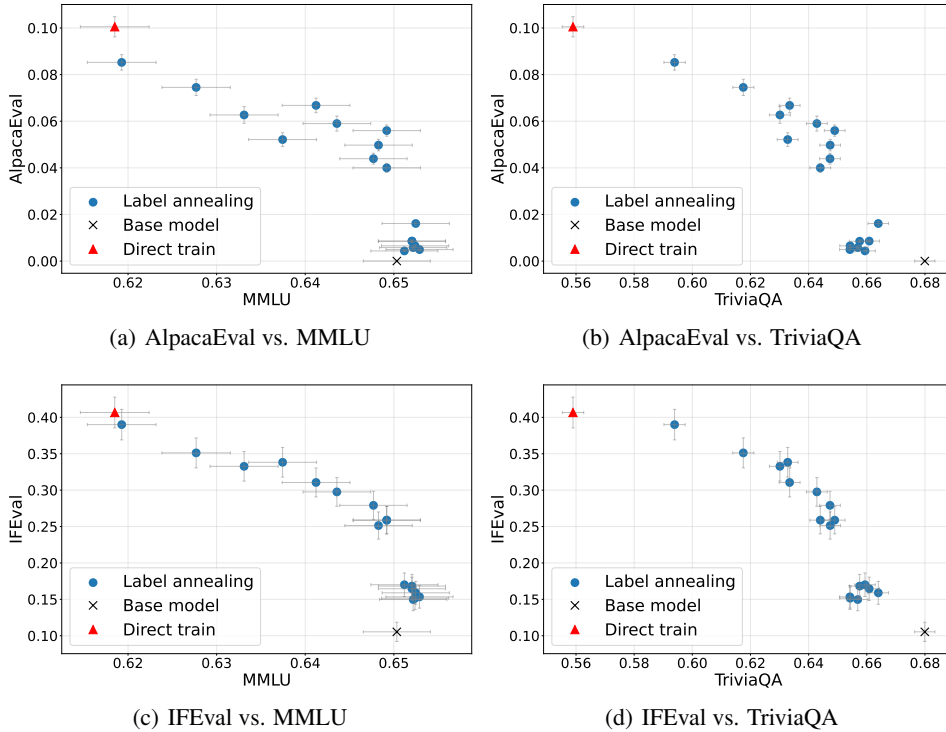 AlpacaEval
0.10
0.08
0.06
0.04
0.02
0.00
Label annealing
Base model
Direct train
0.62
0.63
0.64
0.65
MMLU
(a) AlpacaEval vs. MMLU
AlpacaEval
0.10
0.08
0.06
0.04
0.02
0.00
Label annealing
Base model
Direct train
0.56
0.58
0.60
0.62
0.64
0.66
0.68
TriviaQA
(b) AlpacaEval vs. TriviaQA
IFEval
0.40
0.35
0.30
0.25
0.20
0.15
0.10
Label annealing
Base model
Direct train
0.62
0.63
0.64
0.65
MMLU
(c) IFEval vs. MMLU
IFEval
0.40
0.35
0.30
0.25
0.20
0.15
0.10
Label annealing
Base model
Direct train
0.56
0.58
0.60
0.62
0.64
0.66
0.68
TriviaQA
(d) IFEval vs. TriviaQA